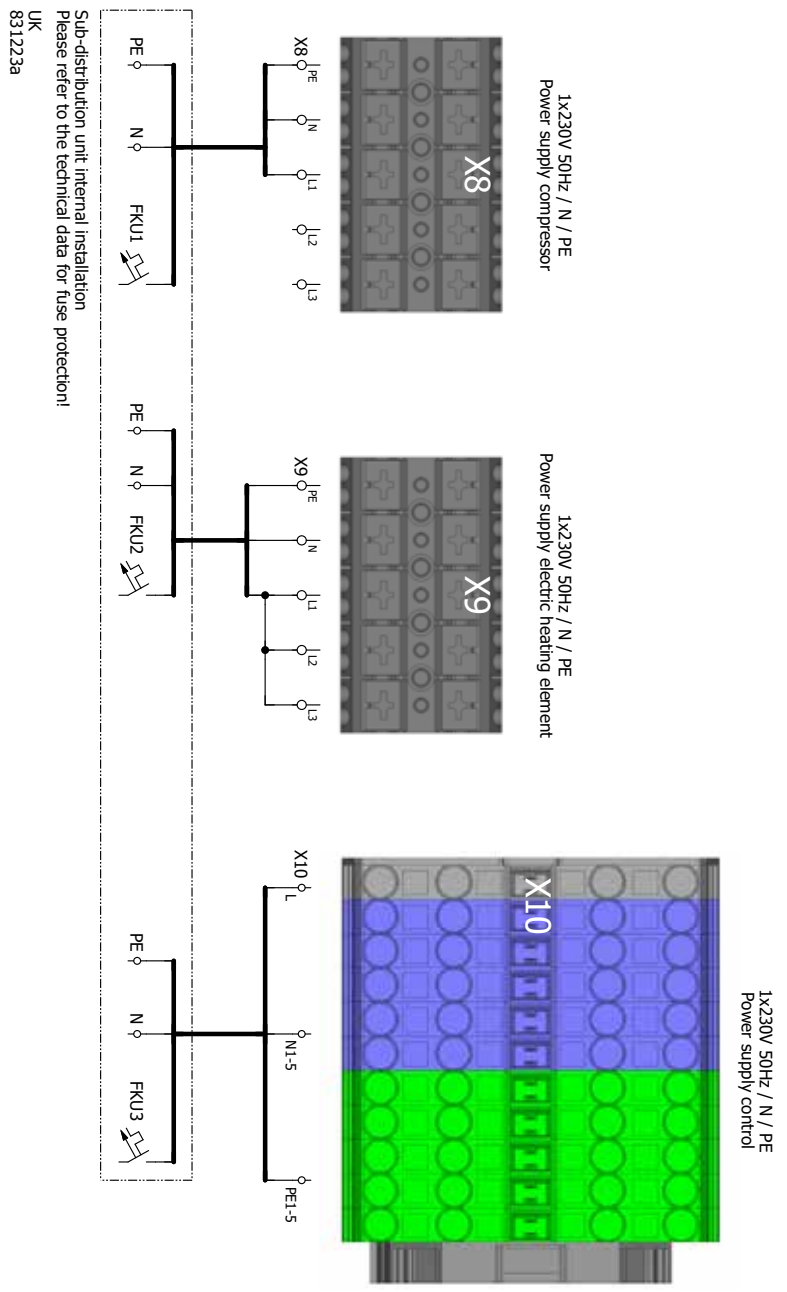 1x230V 50Hz / N / PE
Power supply compressor
1x230V 50Hz / N / PE
Power supply electric heating element
1x230V 50Hz / N / PE
Power supply control
X8
X9
X10
X8
PE
N
L1
L2
L3
X9
PE
N
L1
L2
L3
X10
L
N1-5
PE1-5
PE
N
FKU1
PE
N
FKU2
PE
N
FKU3
Sub-distribution unit internal installation
Please refer to the technical data for fuse protection!
UK
831223a